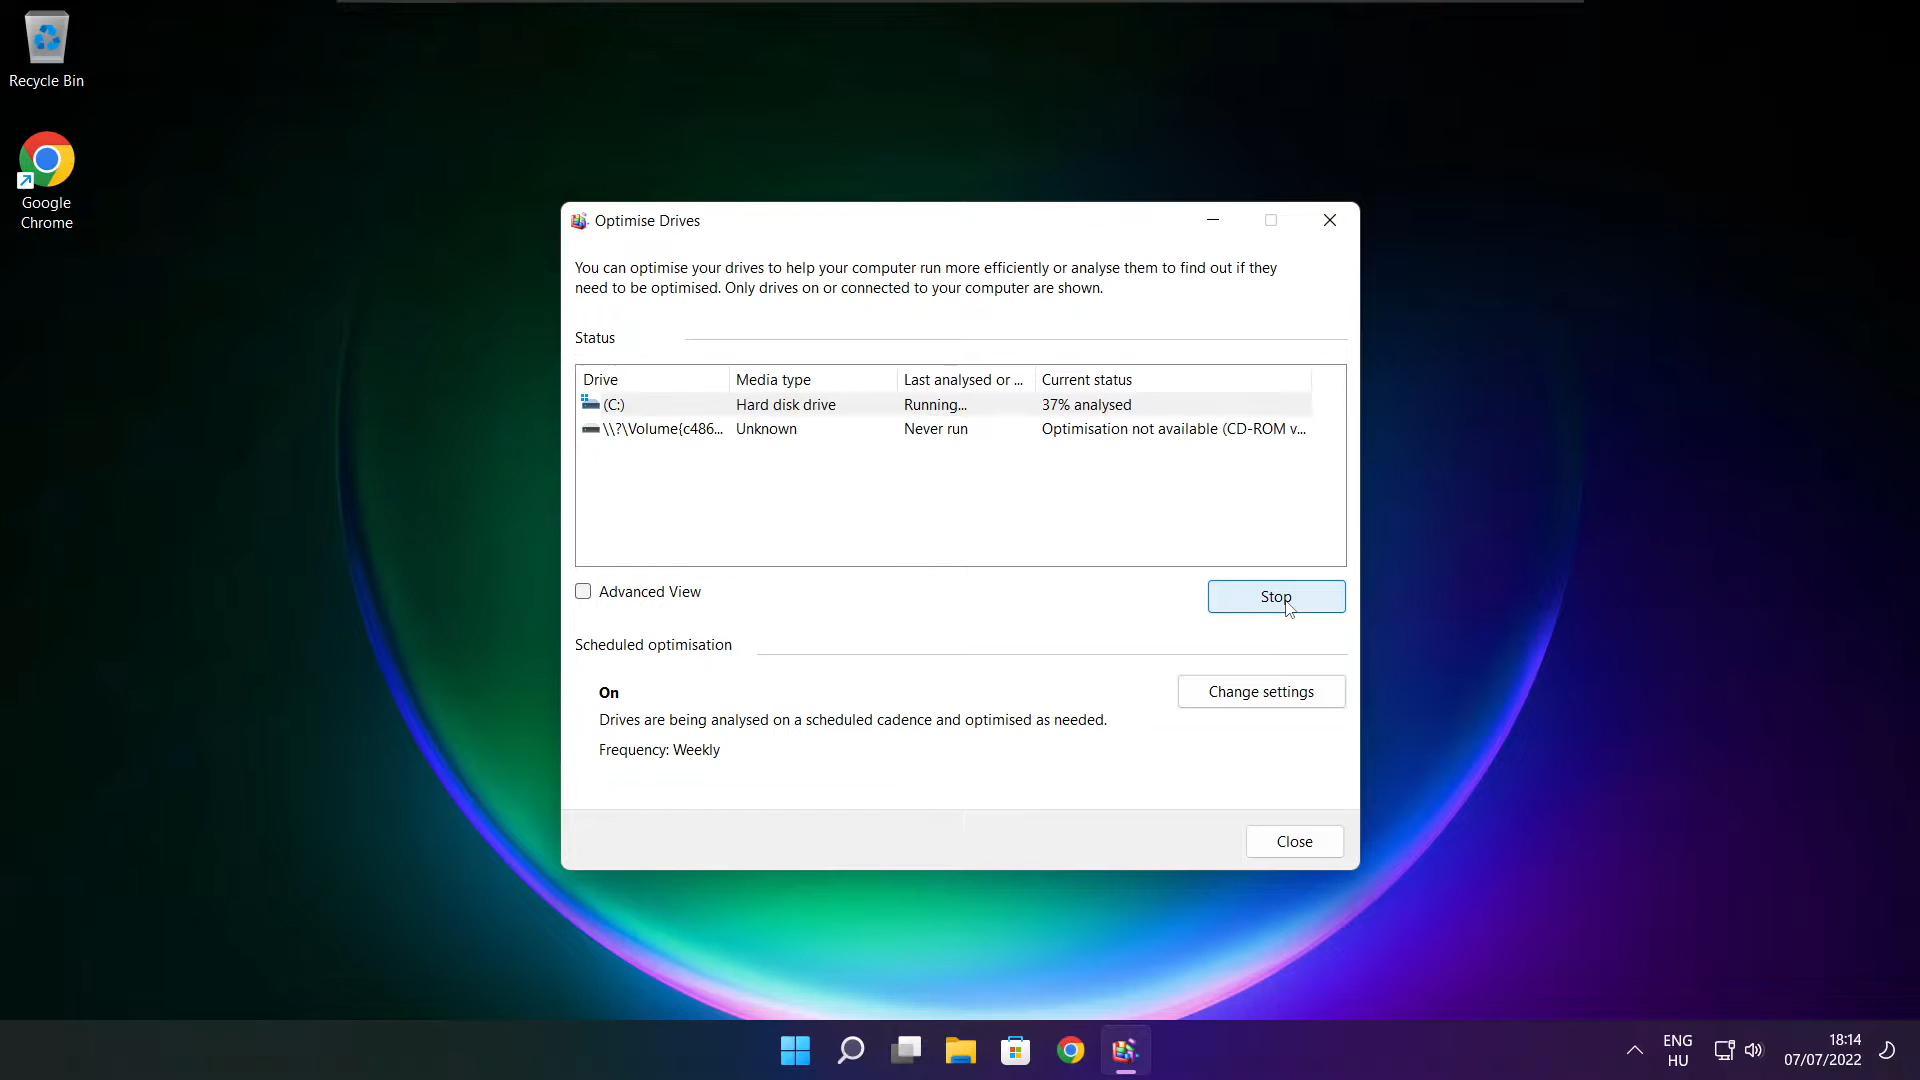 Recycle Bin
Google
Chrome
Optimise Drives
You can optimise your drives to help your computer run more efficiently or analyse them to find out if they
need to be optimised. Only drives on or connected to your computer are shown.
Status
Drive Media type Last analysed or ... Current status
(C:) Hard disk drive Running... 37% analysed
\\?\Volume{c486... Unknown Never run Optimisation not available (CD-ROM v...
Advanced View
Stop
Scheduled optimisation
On
Change settings
Drives are being analysed on a scheduled cadence and optimised as needed.
Frequency: Weekly
Close
ENG
HU
18:14
07/07/2022